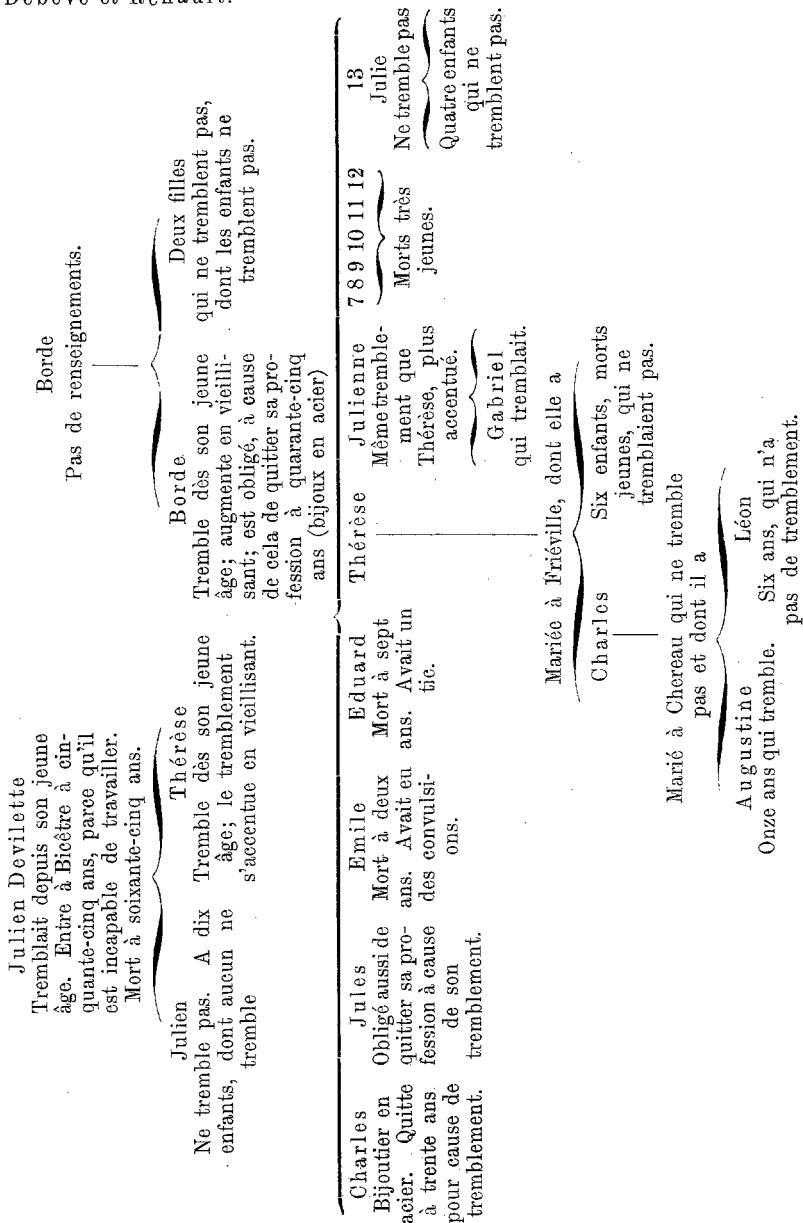 Debove et Renault.
Julien Devilette
Tremblait depuis son jeune
âge. Entre à Bicêtre à cin-
quante-cinq ans, parce qu'il
est incapable de travailler.
Mort à soixante-cinq ans.
Borde
Pas de renseignements.
Julien
Ne tremble pas. A dix
enfants, dont aucun ne
tremble
Thérèse
Tremble dès son jeune
âge; le tremblement
s'accentue en vieillisant.
Borde
Tremble dès son jeune
âge; augmente en vieilli-
sant; est obligé, à cause
de cela de quitter sa pro-
fession à quarante-cinq
ans (bijoux en acier)
Deux filles
qui ne tremblent pas,
dont les enfants ne
tremblent pas.
Charles
Bijoutier en
acier. Quitte
à trente ans
pour cause de
tremblement.
Jules
Obligé aussi de
quitter sa pro-
fession à cause
de son
tremblement.
Emile
Mort à deux
ans. Avait eu
des convulsi-
ons.
Eduard
Mort à sept
ans. Avait un
tic.
Thérèse
Julienne
Même tremble-
ment que
Thérèse, plus
accentué.
Gabriel
qui tremblait.
7 8 9 10 11 12
Morts très
jeunes.
13
Julie
Ne tremble pas
Quatre enfants
qui ne
tremblent pas.
Mariée à Friéville, dont elle a
Charles
Six enfants, morts
jeunes, qui ne
tremblaient pas.
Marié à Chereau qui ne tremble
pas et dont il a
Augustine
Onze ans qui tremble.
Léon
Six ans, qui n'a
pas de tremblement.